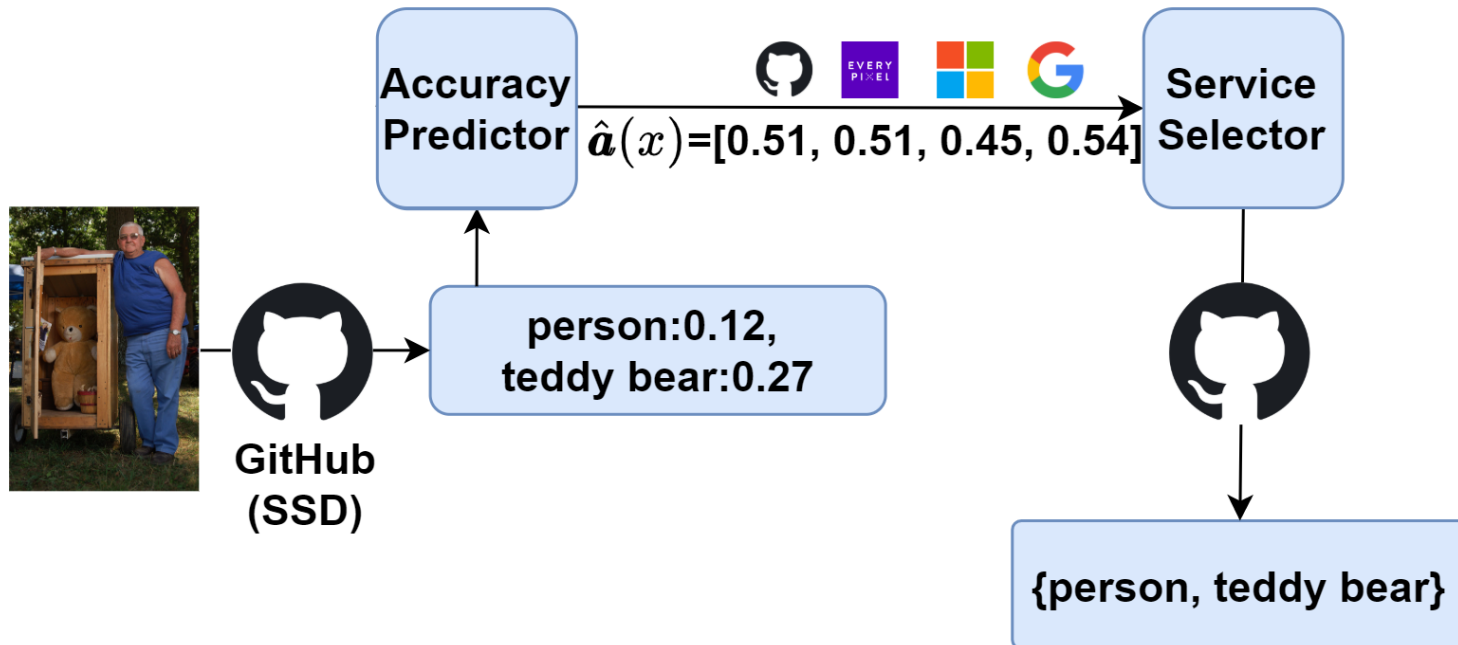 Accuracy
Predictor
EVERY
PIXEL
Service
Selector
â(x)=[0.51, 0.51, 0.45, 0.54]
person:0.12,
teddy bear:0.27
GitHub
(SSD)
{person, teddy bear}